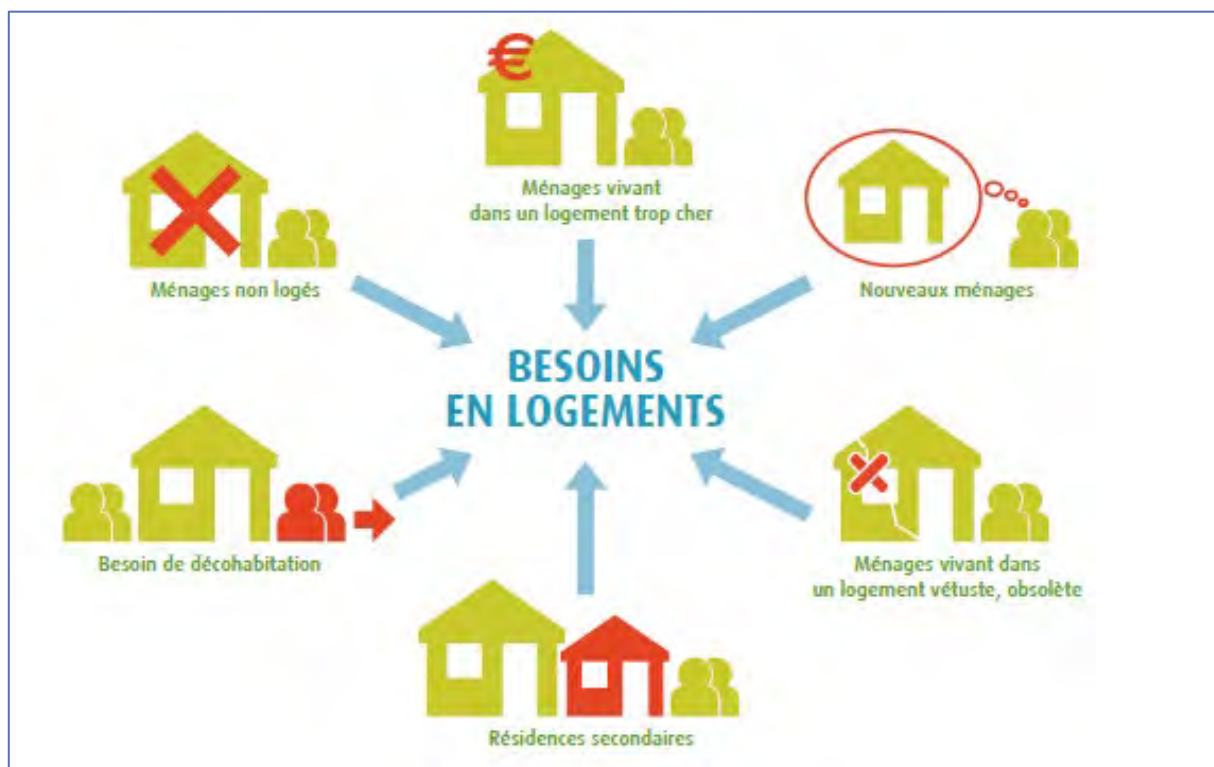 €
Ménages vivant
dans un logement trop cher
Ménages non logés
Nouveaux ménages
BESOINS
EN LOGEMENTS
Besoin de décohabitation
Ménages vivant dans
un logement vétuste, obsolète
Résidences secondaires